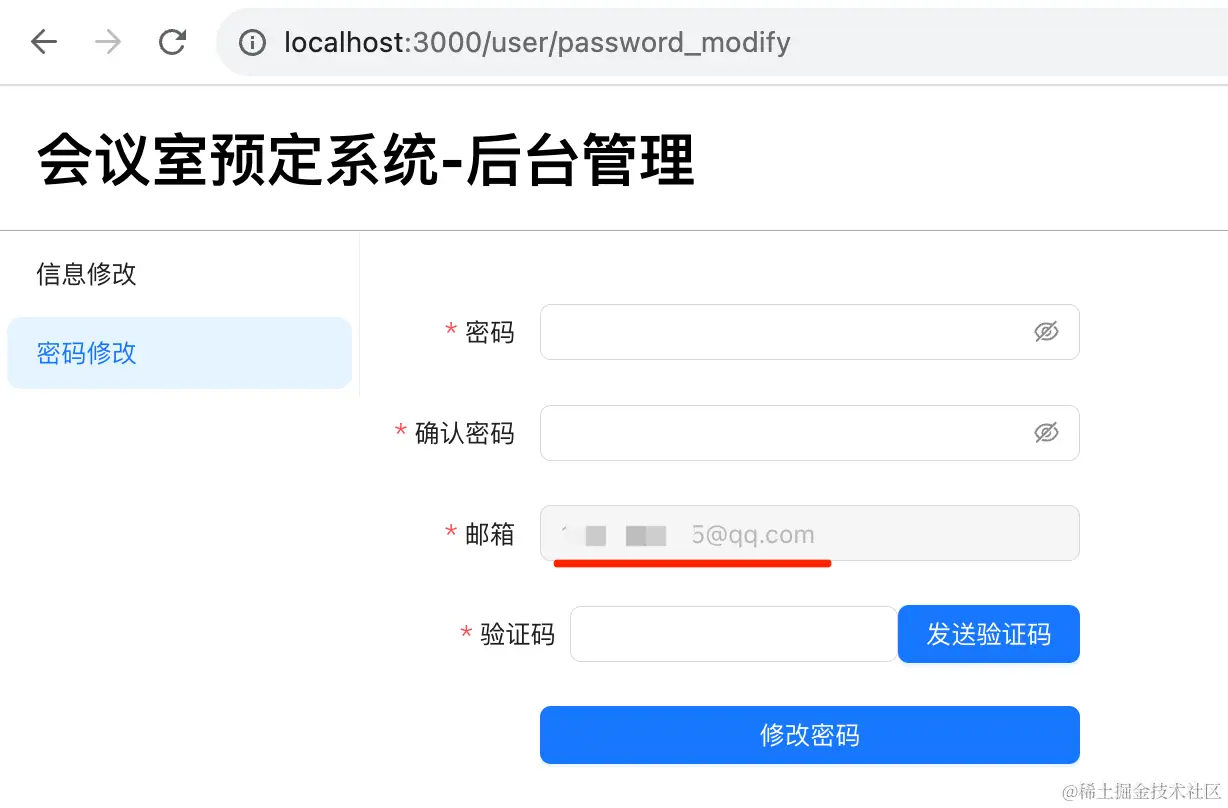 localhost:3000/user/password_modify
会议室预定系统-后台管理
信息修改
密码修改
* 密码
* 确认密码
* 邮箱 5@qq.com
* 验证码 发送验证码
修改密码
@稀土掘金技术社区